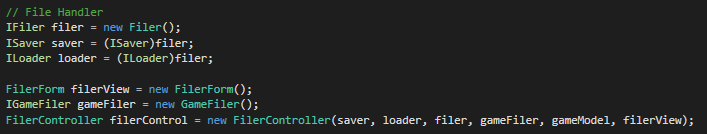 // File Handler
IFiler filer = new Filer();
ISaver saver = (ISaver)filer;
ILoader loader = (ILoader)filer;
FilerForm filerView = new FilerForm();
IGameFiler gameFiler = new GameFiler();
FilerController filerControl = new FilerController(saver, loader, filer, gameFiler, gameModel, filerView);